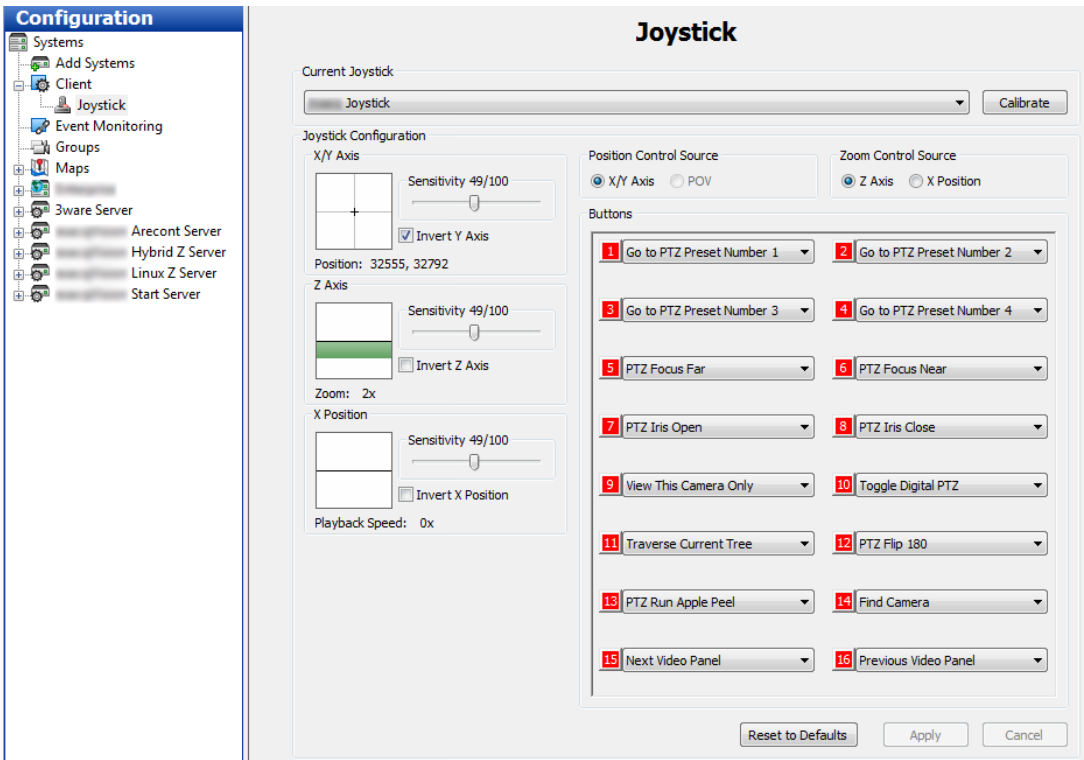 Configuration
Systems
Add Systems
Client
Joystick
Event Monitoring
Groups
Maps
3ware Server
Arecont Server
Hybrid Z Server
Linux Z Server
Start Server
Joystick
Current Joystick
Joystick
Calibrate
Joystick Configuration
X/Y Axis
Sensitivity 49/100
Invert Y Axis
Position: 32555, 32792
Z Axis
Sensitivity 49/100
Invert Z Axis
Zoom: 2x
X Position
Sensitivity 49/100
Invert X Position
Playback Speed: 0x
Position Control Source
X/Y Axis POV
Zoom Control Source
Z Axis X Position
Buttons
1 Go to PTZ Preset Number 1
2 Go to PTZ Preset Number 2
3 Go to PTZ Preset Number 3
4 Go to PTZ Preset Number 4
5 PTZ Focus Far
6 PTZ Focus Near
7 PTZ Iris Open
8 PTZ Iris Close
9 View This Camera Only
10 Toggle Digital PTZ
11 Traverse Current Tree
12 PTZ Flip 180
13 PTZ Run Apple Peel
14 Find Camera
15 Next Video Panel
16 Previous Video Panel
Reset to Defaults
Apply
Cancel